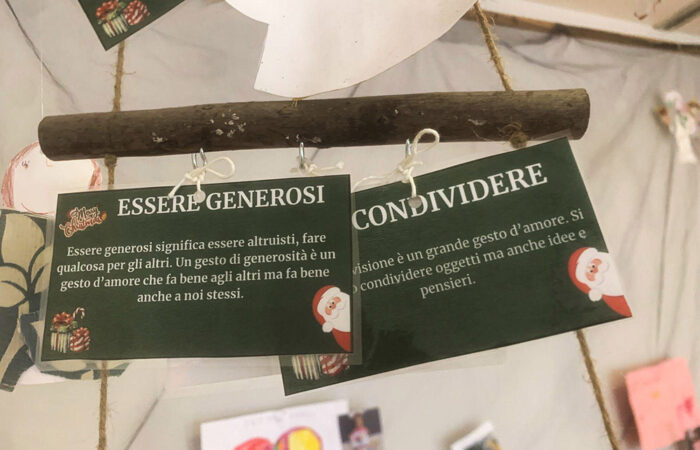 Merry
Christmas
ESSERE GENEROSI
Essere generosi significa essere altruisti, fare
qualcosa per gli altri. Un gesto di generosità è un
gesto d'amore che fa bene agli altri ma fa bene
anche a noi stessi.
CONDIVIDERE
visione è un grande gesto d' amore. Si
o condividere oggetti ma anche idee e
pensieri.